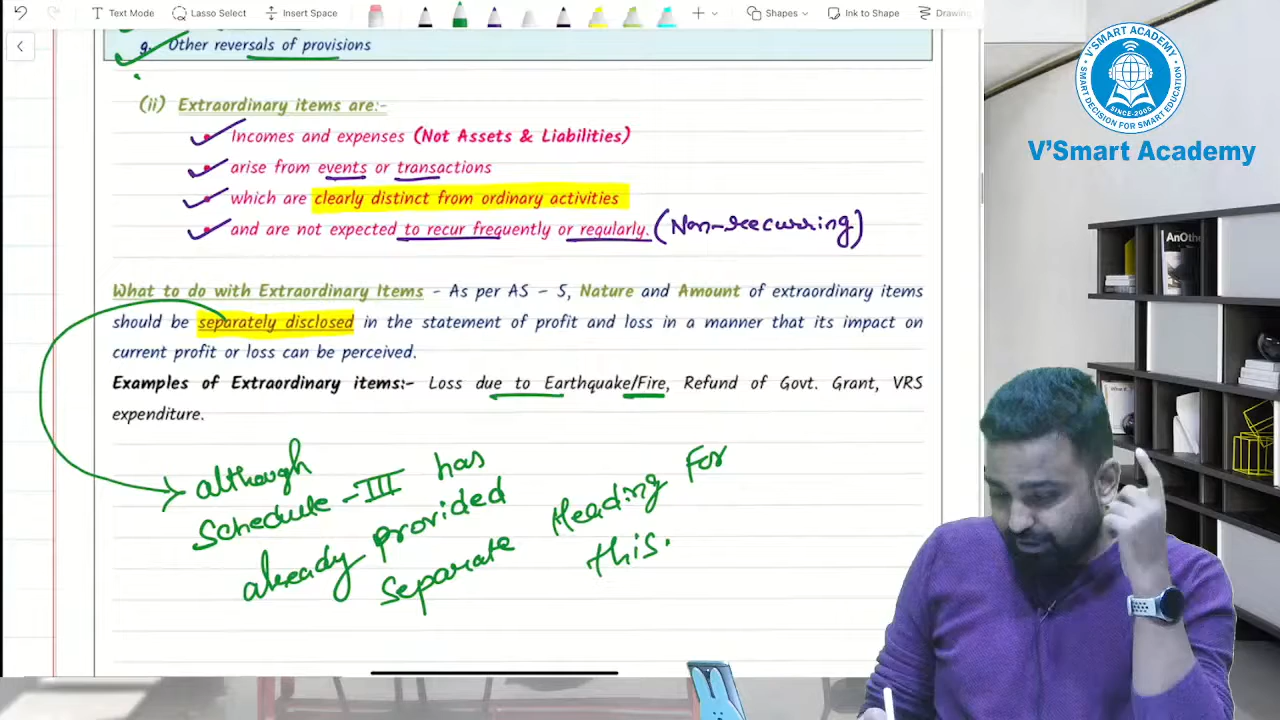 Text Mode Lasso Select Insert Space Shapes Ink to Shape Drawing
g. Other reversals of provisions
(ii) Extraordinary items are:-
• Incomes and expenses (Not Assets & Liabilities)
• arise from events or transactions
• which are clearly distinct from ordinary activities
• and are not expected to recur frequently or regularly. (Non-recurring)
What to do with Extraordinary Items - As per AS – 5, Nature and Amount of extraordinary items
should be separately disclosed in the statement of profit and loss in a manner that its impact on
current profit or loss can be perceived.
Examples of Extraordinary items:- Loss due to Earthquake/Fire, Refund of Govt. Grant, VRS
expenditure.
although
Schedule-III has
already provided
separate Heading for
this.
V'SMART ACADEMY
SMART DECISION FOR SMART EDUCATION
SINCE-2005
V'Smart Academy
AnOthe